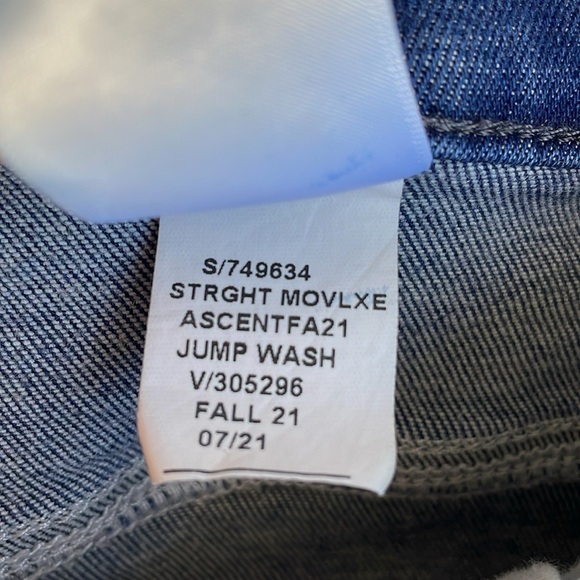 S/749634
STRGHT MOVLXE
ASCENTFA21
JUMP WASH
V/305296
FALL 21
07/21